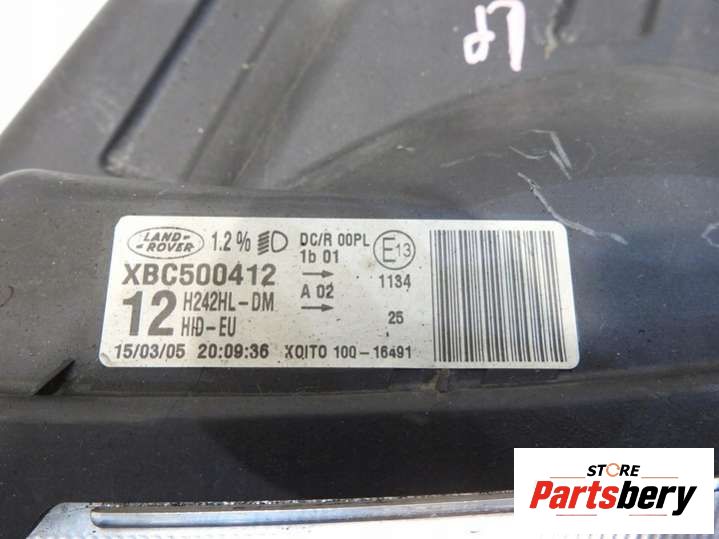 LP
LAND-
-ROVER
1.2% DC/R 00PL E13
XBC500412 1b 01 1134
12 H242HL-DM A 02
HID-EU 25
15/03/05 20:09:36 XQITO 100-16491
STORE
Partsbery